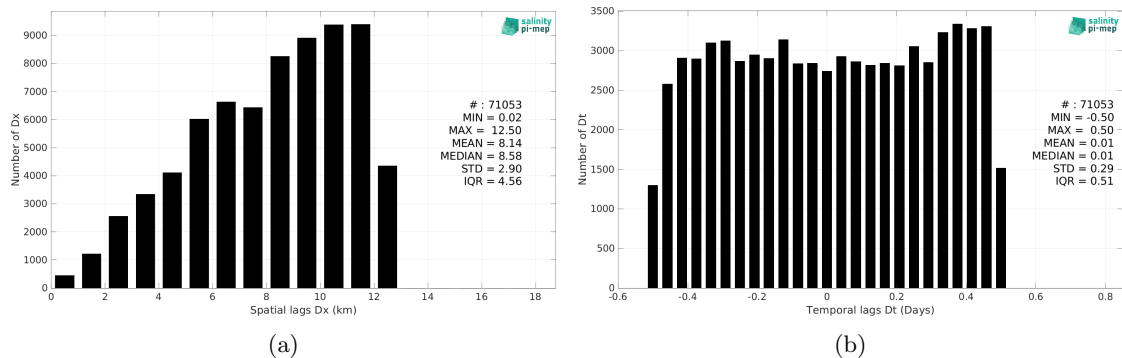 salinity
pi-mep
9000
8000
7000
6000
5000
4000
3000
2000
1000
0
Number of Dx
# : 71053
MIN = 0.02
MAX = 12.50
MEAN = 8.14
MEDIAN = 8.58
STD = 2.90
IQR = 4.56
0 2 4 6 8 10 12 14 16 18
Spatial lags Dx (km)
(a)
salinity
pi-mep
3500
3000
2500
2000
1500
1000
500
0
Number of Dt
# : 71053
MIN = -0.50
MAX = 0.50
MEAN = 0.01
MEDIAN = 0.01
STD = 0.29
IQR = 0.51
-0.6 -0.4 -0.2 0 0.2 0.4 0.6 0.8
Temporal lags Dt (Days)
(b)